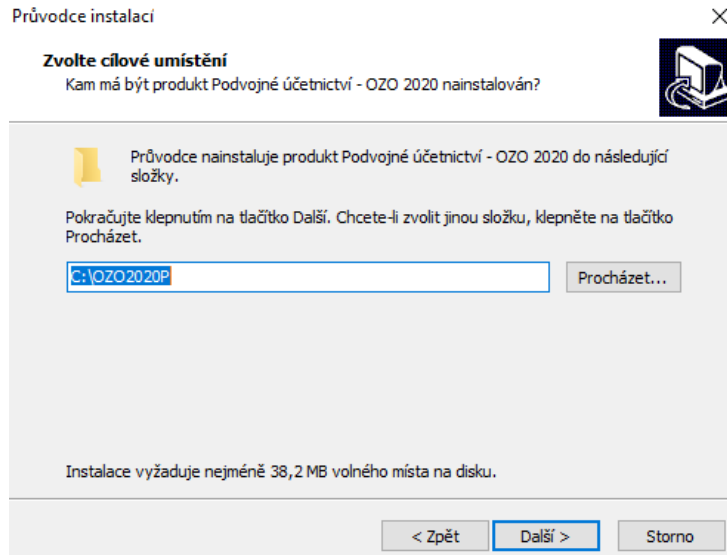 Průvodce instalací
Zvolte cílové umístění
Kam má být produkt Podvojné účetnictví - OZO 2020 nainstalován?
Průvodce nainstaluje produkt Podvojné účetnictví - OZO 2020 do následující
složky.
Pokračujte klepnutím na tlačítko Další. Chcete-li zvolit jinou složku, klepněte na tlačítko
Procházet.
C:\OZO2020P
Procházet...
Instalace vyžaduje nejméně 38,2 MB volného místa na disku.
< Zpět
Další >
Storno